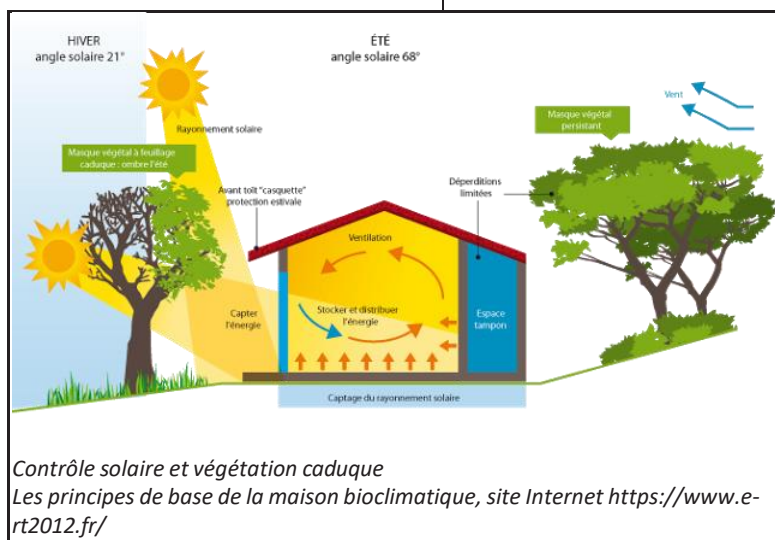 HIVER
angle solaire 21°
ÉTÉ
angle solaire 68°
Rayonnement solaire
Masque végétal à feuillage
caduque : ombre l'été
Avant toît "casquette"
protection estivale
Déperditions
limitées
Masque végétal
persistant
Vent
Ventilation
Capter
l'énergie
Stocker et distribuer
l'énergie
Espace
tampon
Captage du rayonnement solaire
Contrôle solaire et végétation caduque
Les principes de base de la maison bioclimatique, site Internet https://www.e-
rt2012.fr/